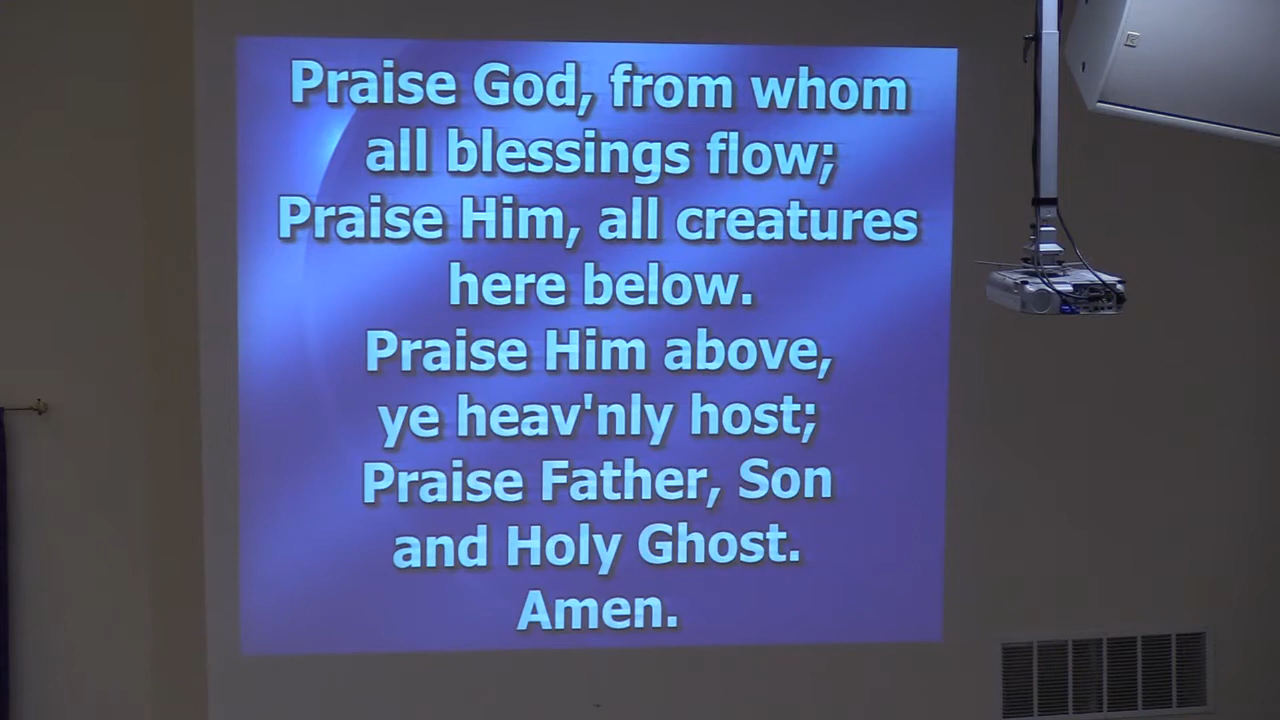 Praise God, from whom
all blessings flow;
Praise Him, all creatures
here below.
Praise Him above,
ye heav'nly host;
Praise Father, Son
and Holy Ghost.
Amen.